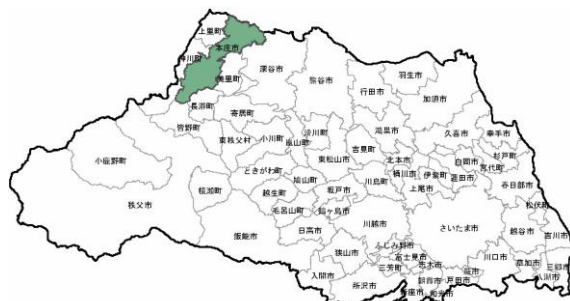 上里町
本庄市
神川町
美里町
深谷市
熊谷市
行田市
羽生市
加須市
長瀞町
寄居町
皆野町
小鹿野町
東秩父村
小川町
嵐山町
滑川町
東松山市
吉見町
鴻巣市
北本市
桶川市
久喜市
幸手市
杉戸町
宮代町
白岡市
伊奈町
蓮田市
上尾市
春日部市
松伏町
ときがわ町
鳩山町
越生町
坂戸市
川島町
毛呂山町
鶴ヶ島市
横瀬町
秩父市
飯能市
日高市
川越市
さいたま市
越谷市
吉川市
狭山市
ふじみ野市
富士見市
三芳町
志木市
入間市
所沢市
朝霞市
新座市
和光市
戸田市
蕨市
川口市
草加市
八潮市
三郷市